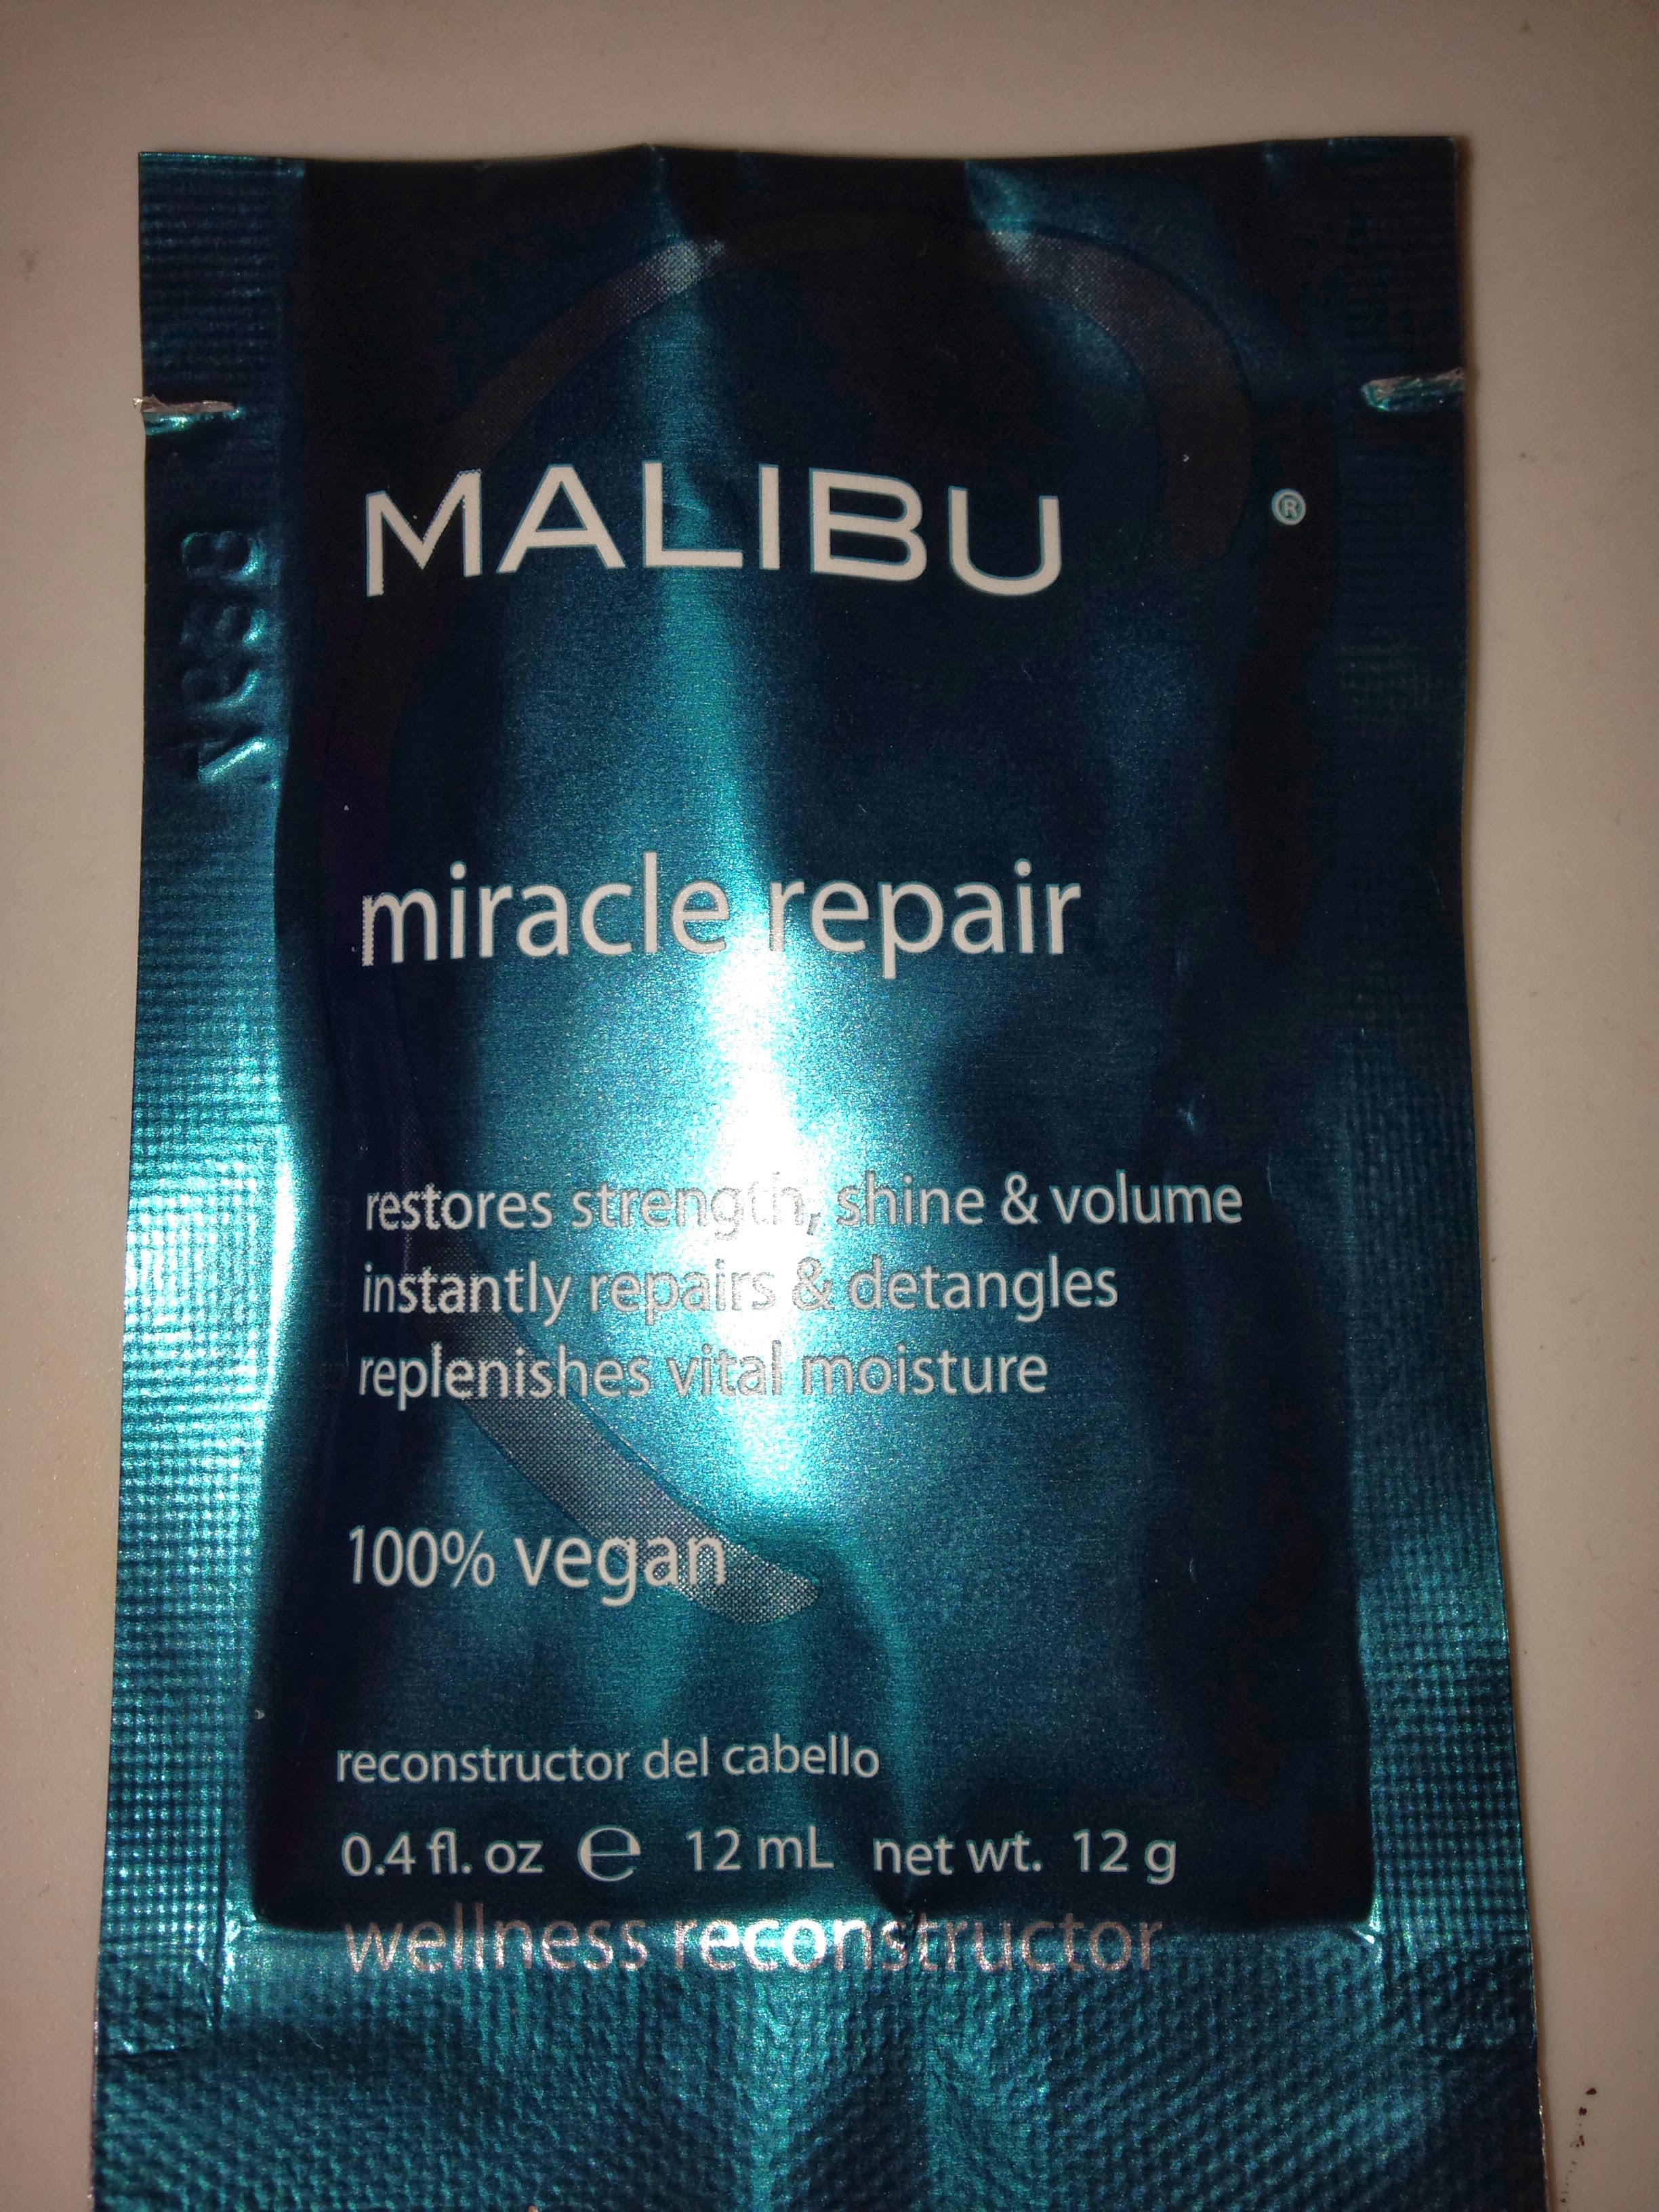 MALIBU ®
miracle repair
restores strength, shine & volume
instantly repairs & detangles
replenishes vital moisture
100% vegan
reconstructor del cabello
0.4 fl. oz ℮ 12 mL net wt. 12 g
wellness reconstructor